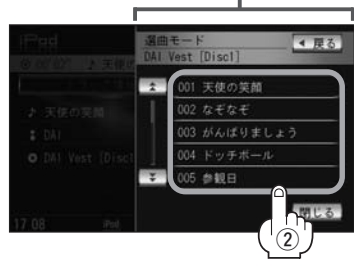 iPod
選曲モード
DAI Vest [Disc1]
戻る
天使
001 天使の笑顔
002 なぞなぞ
天使の笑顔
003 がんばりましょう
DAI
004 ドッチボール
DAI Vest [Disc1
005 参観日
閉じる
17 08
iPod
②